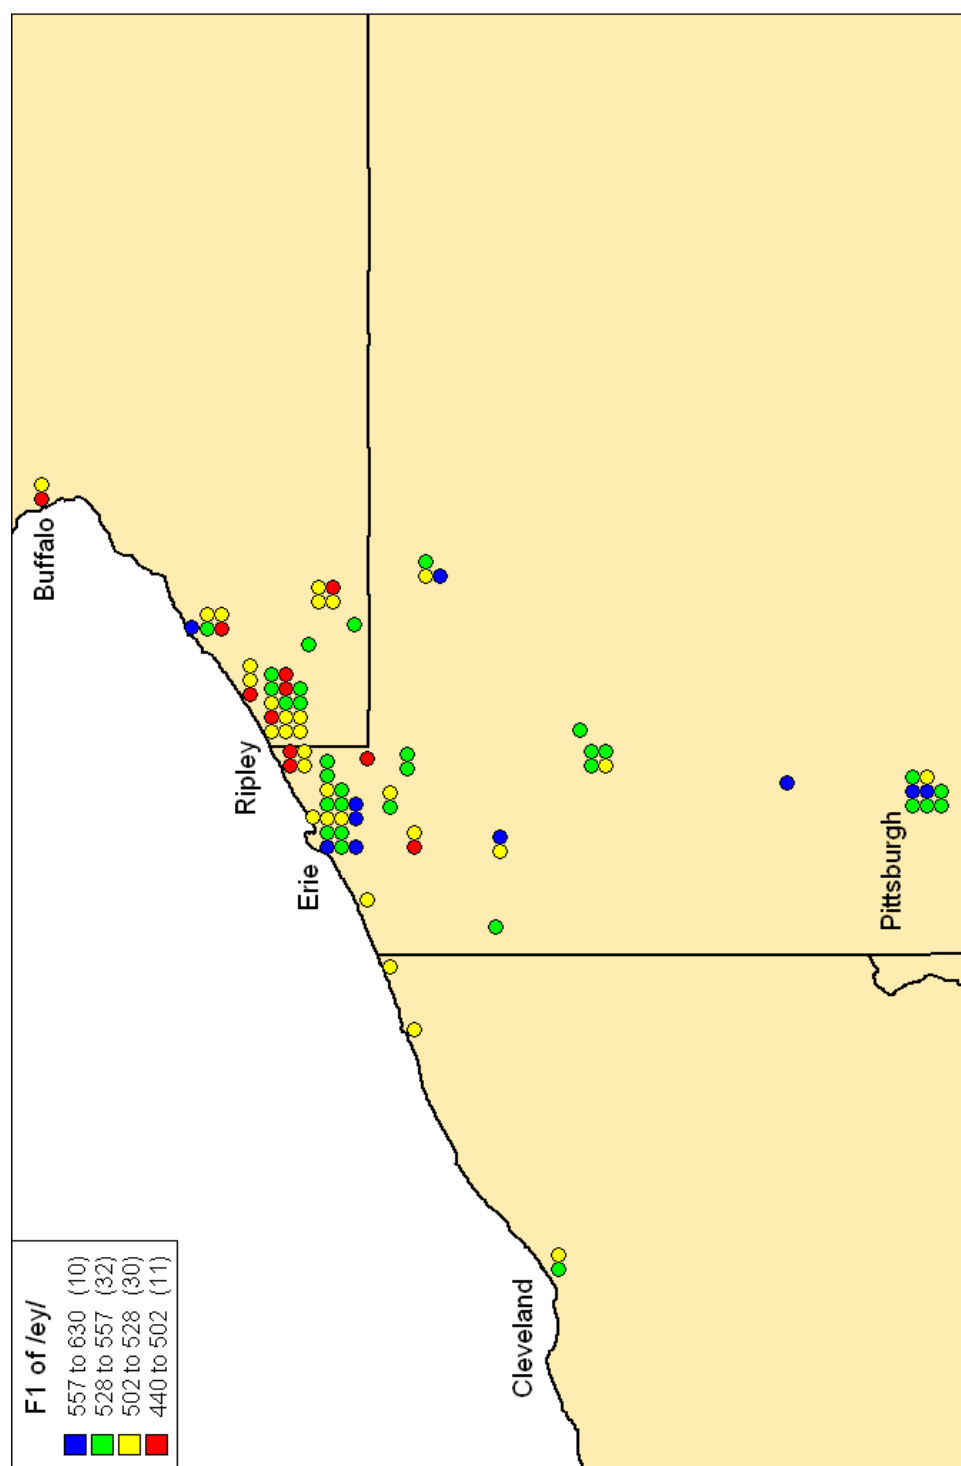 F1 of /ey/
557 to 630 (10)
528 to 557 (32)
502 to 528 (30)
440 to 502 (11)
Buffalo
Ripley
Erie
Cleveland
Pittsburgh